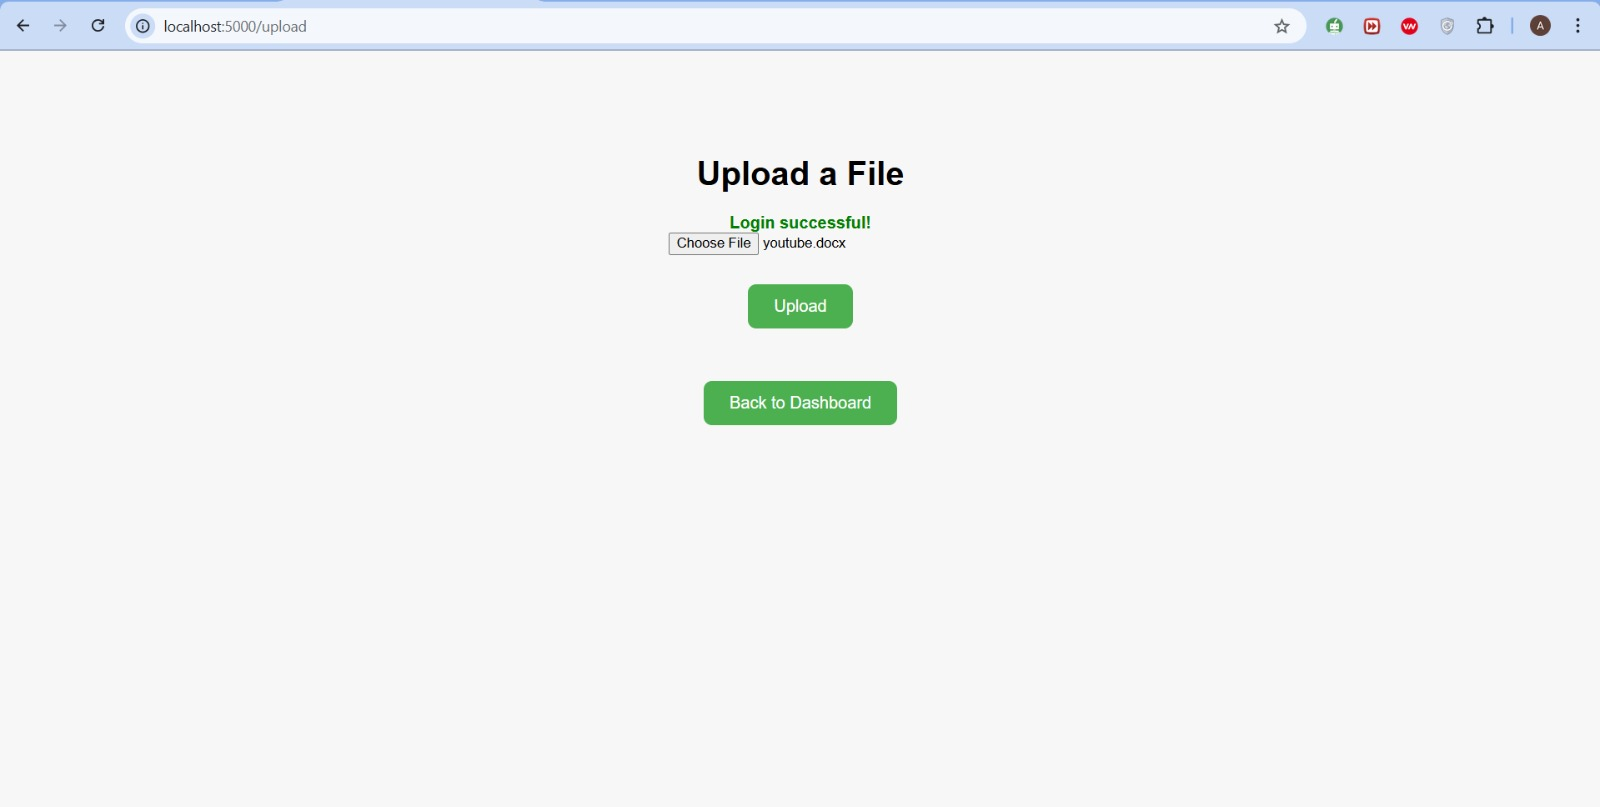 localhost:5000/upload
A
Upload a File
Login successful!
Choose File youtube.docx
Upload
Back to Dashboard